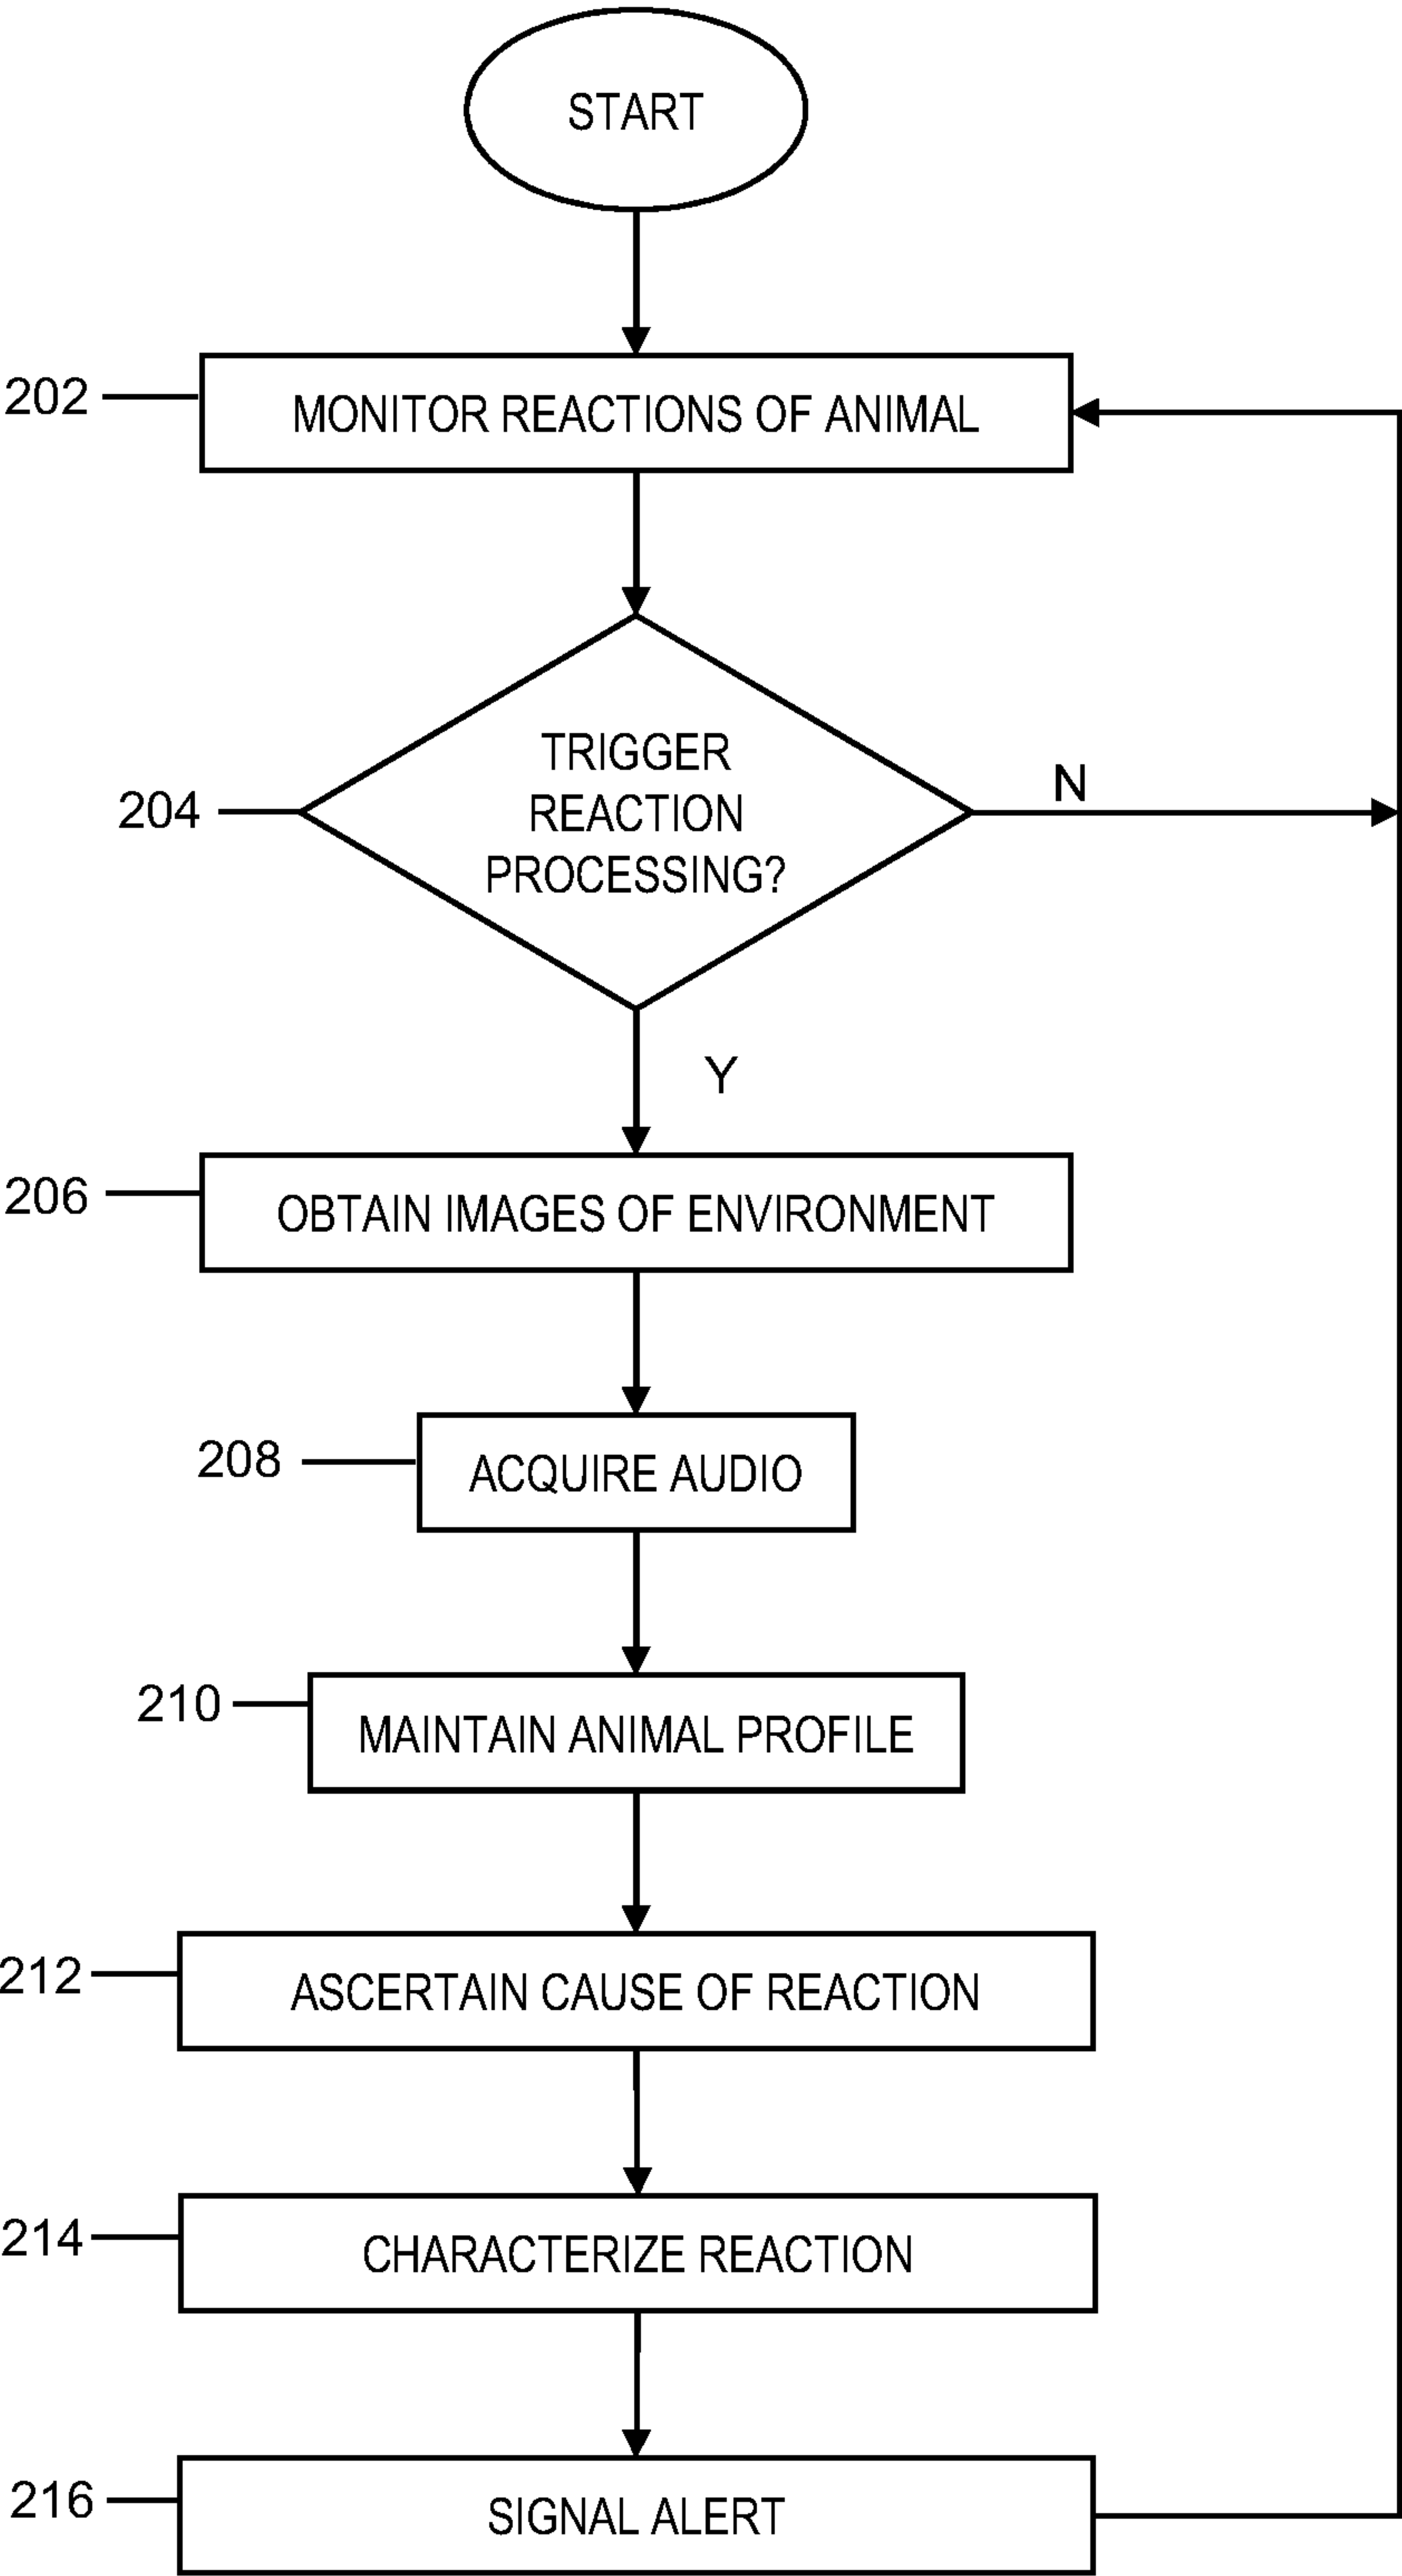 START
202
MONITOR REACTIONS OF ANIMAL
204
TRIGGER
REACTION
PROCESSING?
N
Y
206
OBTAIN IMAGES OF ENVIRONMENT
208
ACQUIRE AUDIO
210
MAINTAIN ANIMAL PROFILE
212
ASCERTAIN CAUSE OF REACTION
214
CHARACTERIZE REACTION
216
SIGNAL ALERT